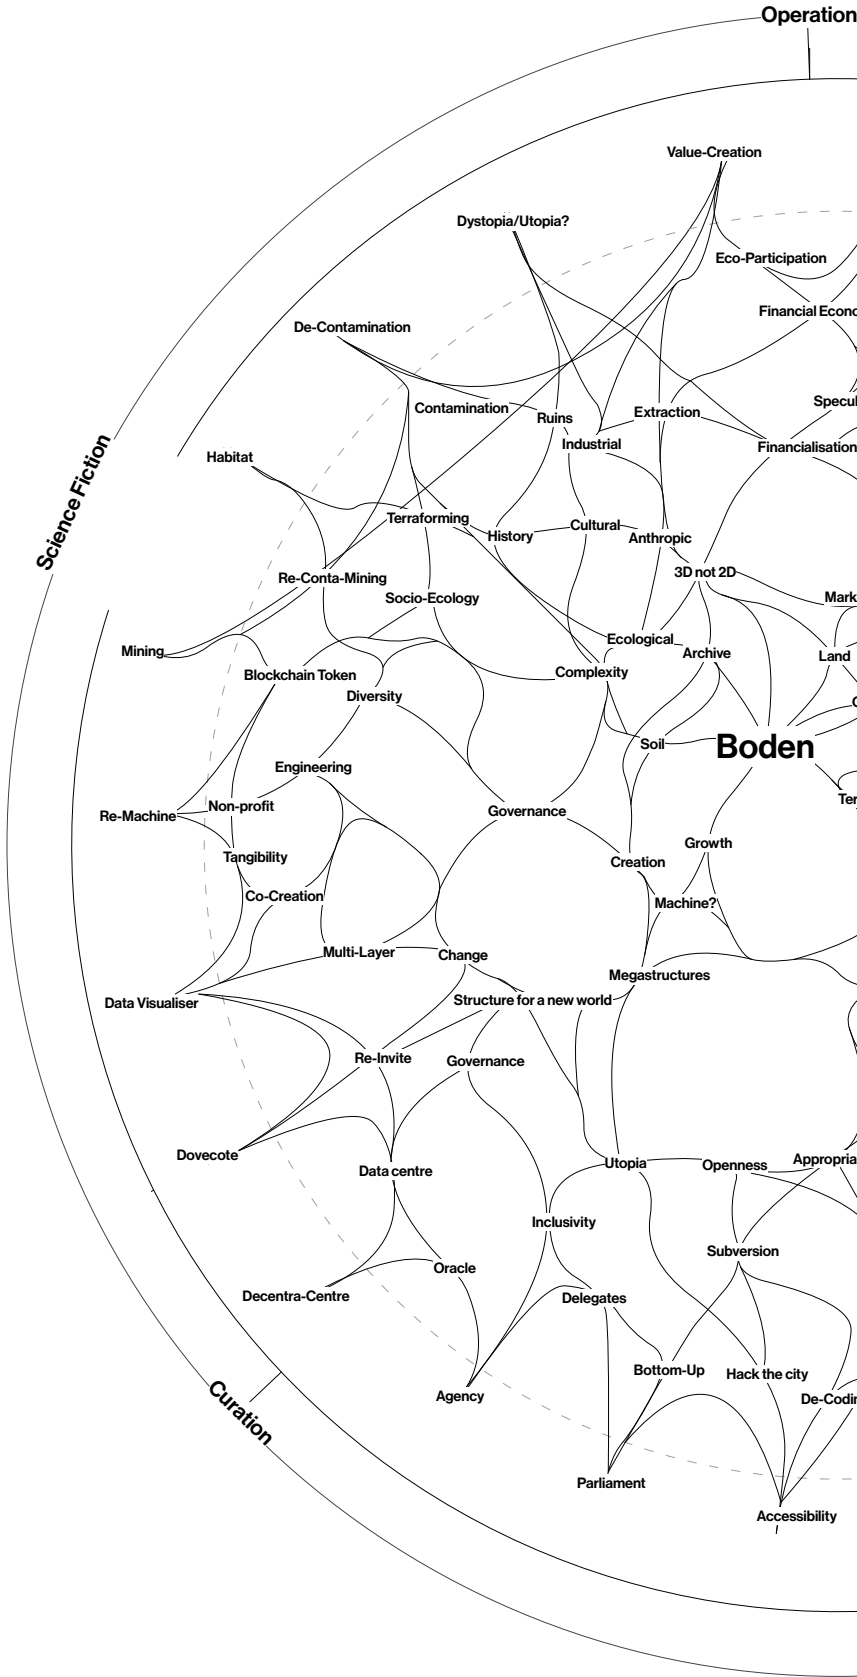 Operation
Value-Creation
Dystopia/Utopia?
Eco-Participation
Financial Econo
De-Contamination
Specul
Contamination
Ruins
Extraction
Industrial
Financialisation
Habitat
Science Fiction
Terraforming
History
Cultural
Anthropic
3D not 2D
Re-Conta-Mining
Socio-Ecology
Mark
Ecological
Mining
Archive
Land
Complexity
Blockchain Token
Diversity
Soil
Boden
Engineering
Ter
Non-profit
Re-Machine
Governance
Growth
Tangibility
Creation
Co-Creation
Machine?
Multi-Layer
Change
Megastructures
Data Visualiser
Structure for a new world
Re-Invite
Governance
Dovecote
Data centre
Utopia
Openness
Appropria
Inclusivity
Subversion
Oracle
Decentra-Centre
Delegates
Bottom-Up
Hack the city
Agency
De-Codin
Curation
Parliament
Accessibility